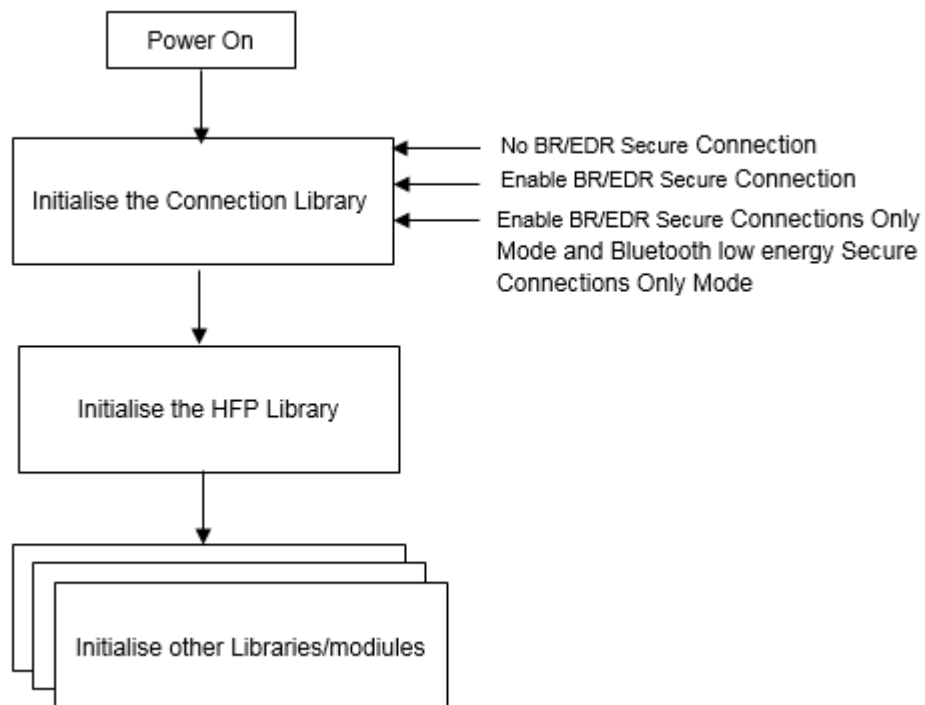 Power On
Initialise the Connection Library
No BR/EDR Secure Connection
Enable BR/EDR Secure Connection
Enable BR/EDR Secure Connections Only
Mode and Bluetooth low energy Secure
Connections Only Mode
Initialise the HFP Library
Initialise other Libraries/modiules